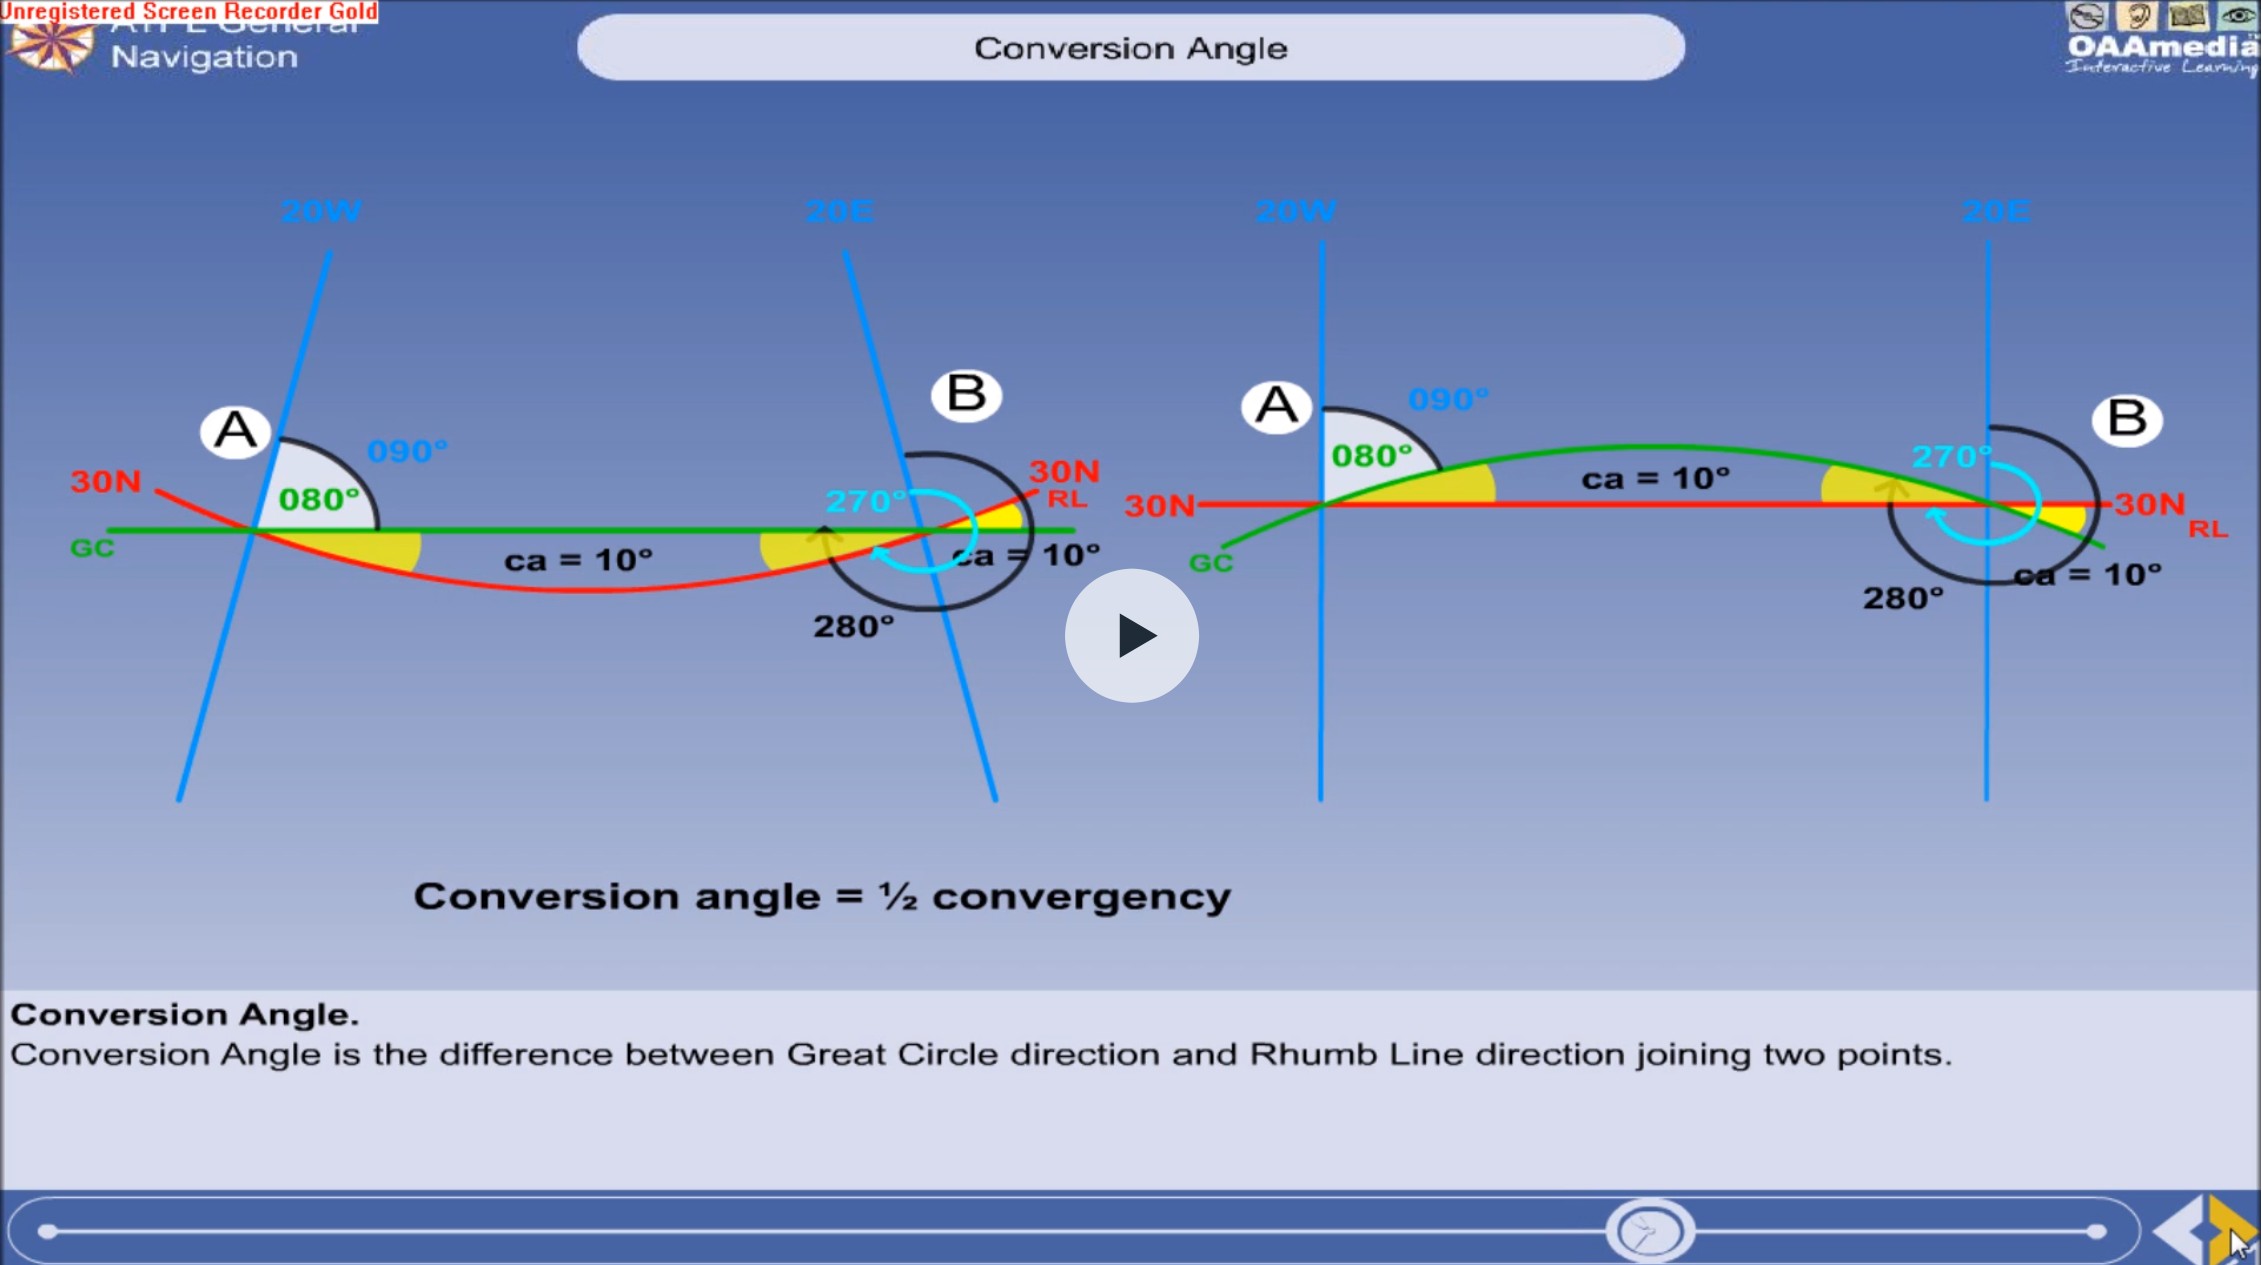 Unregistered Screen Recorder Gold
ATPL General
Navigation
Conversion Angle
OAAmedia
Interactive Learning
20W
20E
20W
20E
A
090°
B
A
090°
B
30N
080°
270°
30N
RL
080°
ca = 10°
270°
30N
30N
RL
GC
ca = 10°
ca = 10°
GC
ca = 10°
280°
280°
Conversion angle = ½ convergency
Conversion Angle.
Conversion Angle is the difference between Great Circle direction and Rhumb Line direction joining two points.